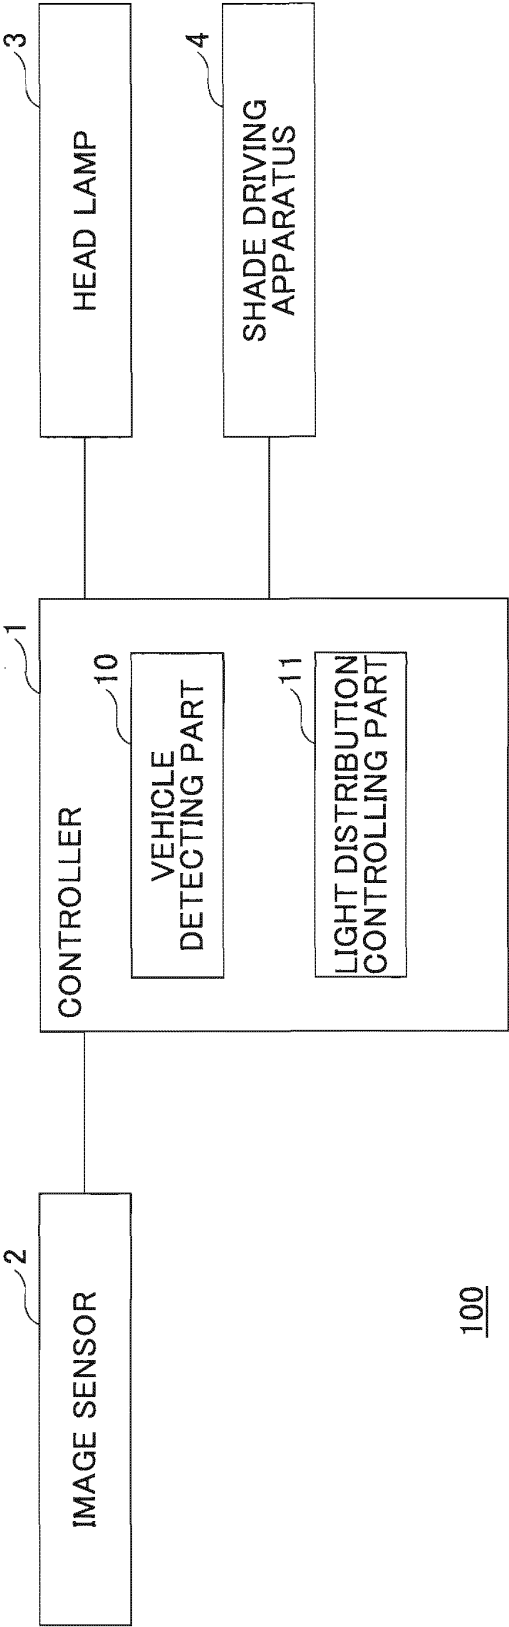 2
IMAGE SENSOR
1
CONTROLLER
10
VEHICLE
DETECTING PART
11
LIGHT DISTRIBUTION
CONTROLLING PART
3
HEAD LAMP
4
SHADE DRIVING
APPARATUS
100